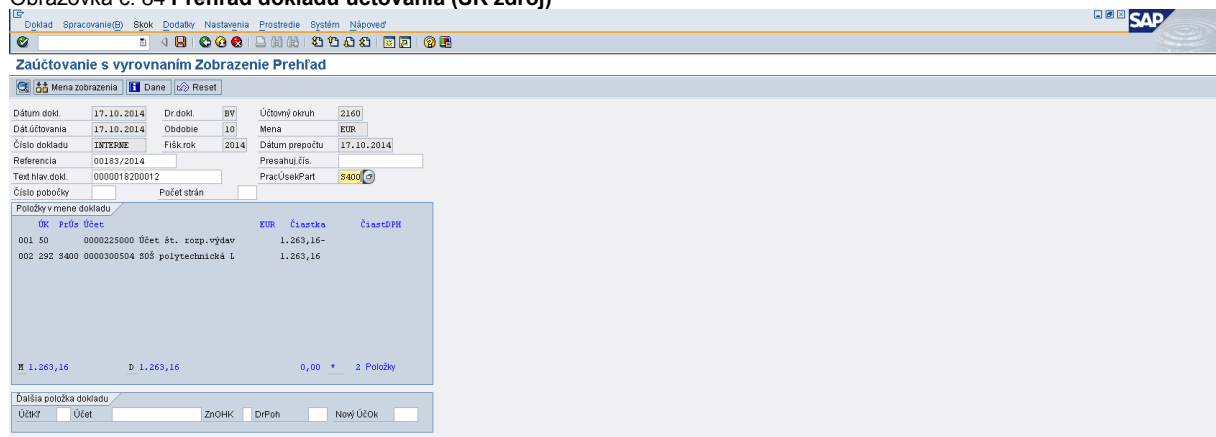 Obrazovka č. 84 Prehľad dokladu účtovania (ŠR zdroj)
Doklad Spracovanie(B) Skok Dodatky Nastavenia Prostredie Systém Nápoveď
SAP
Zaúčtovanie s vyrovnaním Zobrazenie Prehľad
Mena zobrazenia Dane Reset
Dátum dokl. 17.10.2014 Dr.dokl. BV Účtovný okruh 2160
Dát.účtovania 17.10.2014 Obdobie 10 Mena EUR
Číslo dokladu INTERNE Fišk.rok 2014 Dátum prepočtu 17.10.2014
Referencia 00183/2014 Presahuj.čís.
Text hlav.dokl. 0000018200012 PracÚsekPart S400
Číslo pobočky Počet strán
Položky v mene dokladu
ÚK PrÚs Účet EUR Čiastka ČiastDPH
001 50 0000225000 Účet št. rozp.výdav 1.263,16-
002 29Z S400 0000300504 SOŠ polytechnická L 1.263,16
M 1.263,16 D 1.263,16 0,00 * 2 Položky
Ďalšia položka dokladu
ÚčtKľ Účet ZnOHK DrPoh Nový ÚčOk